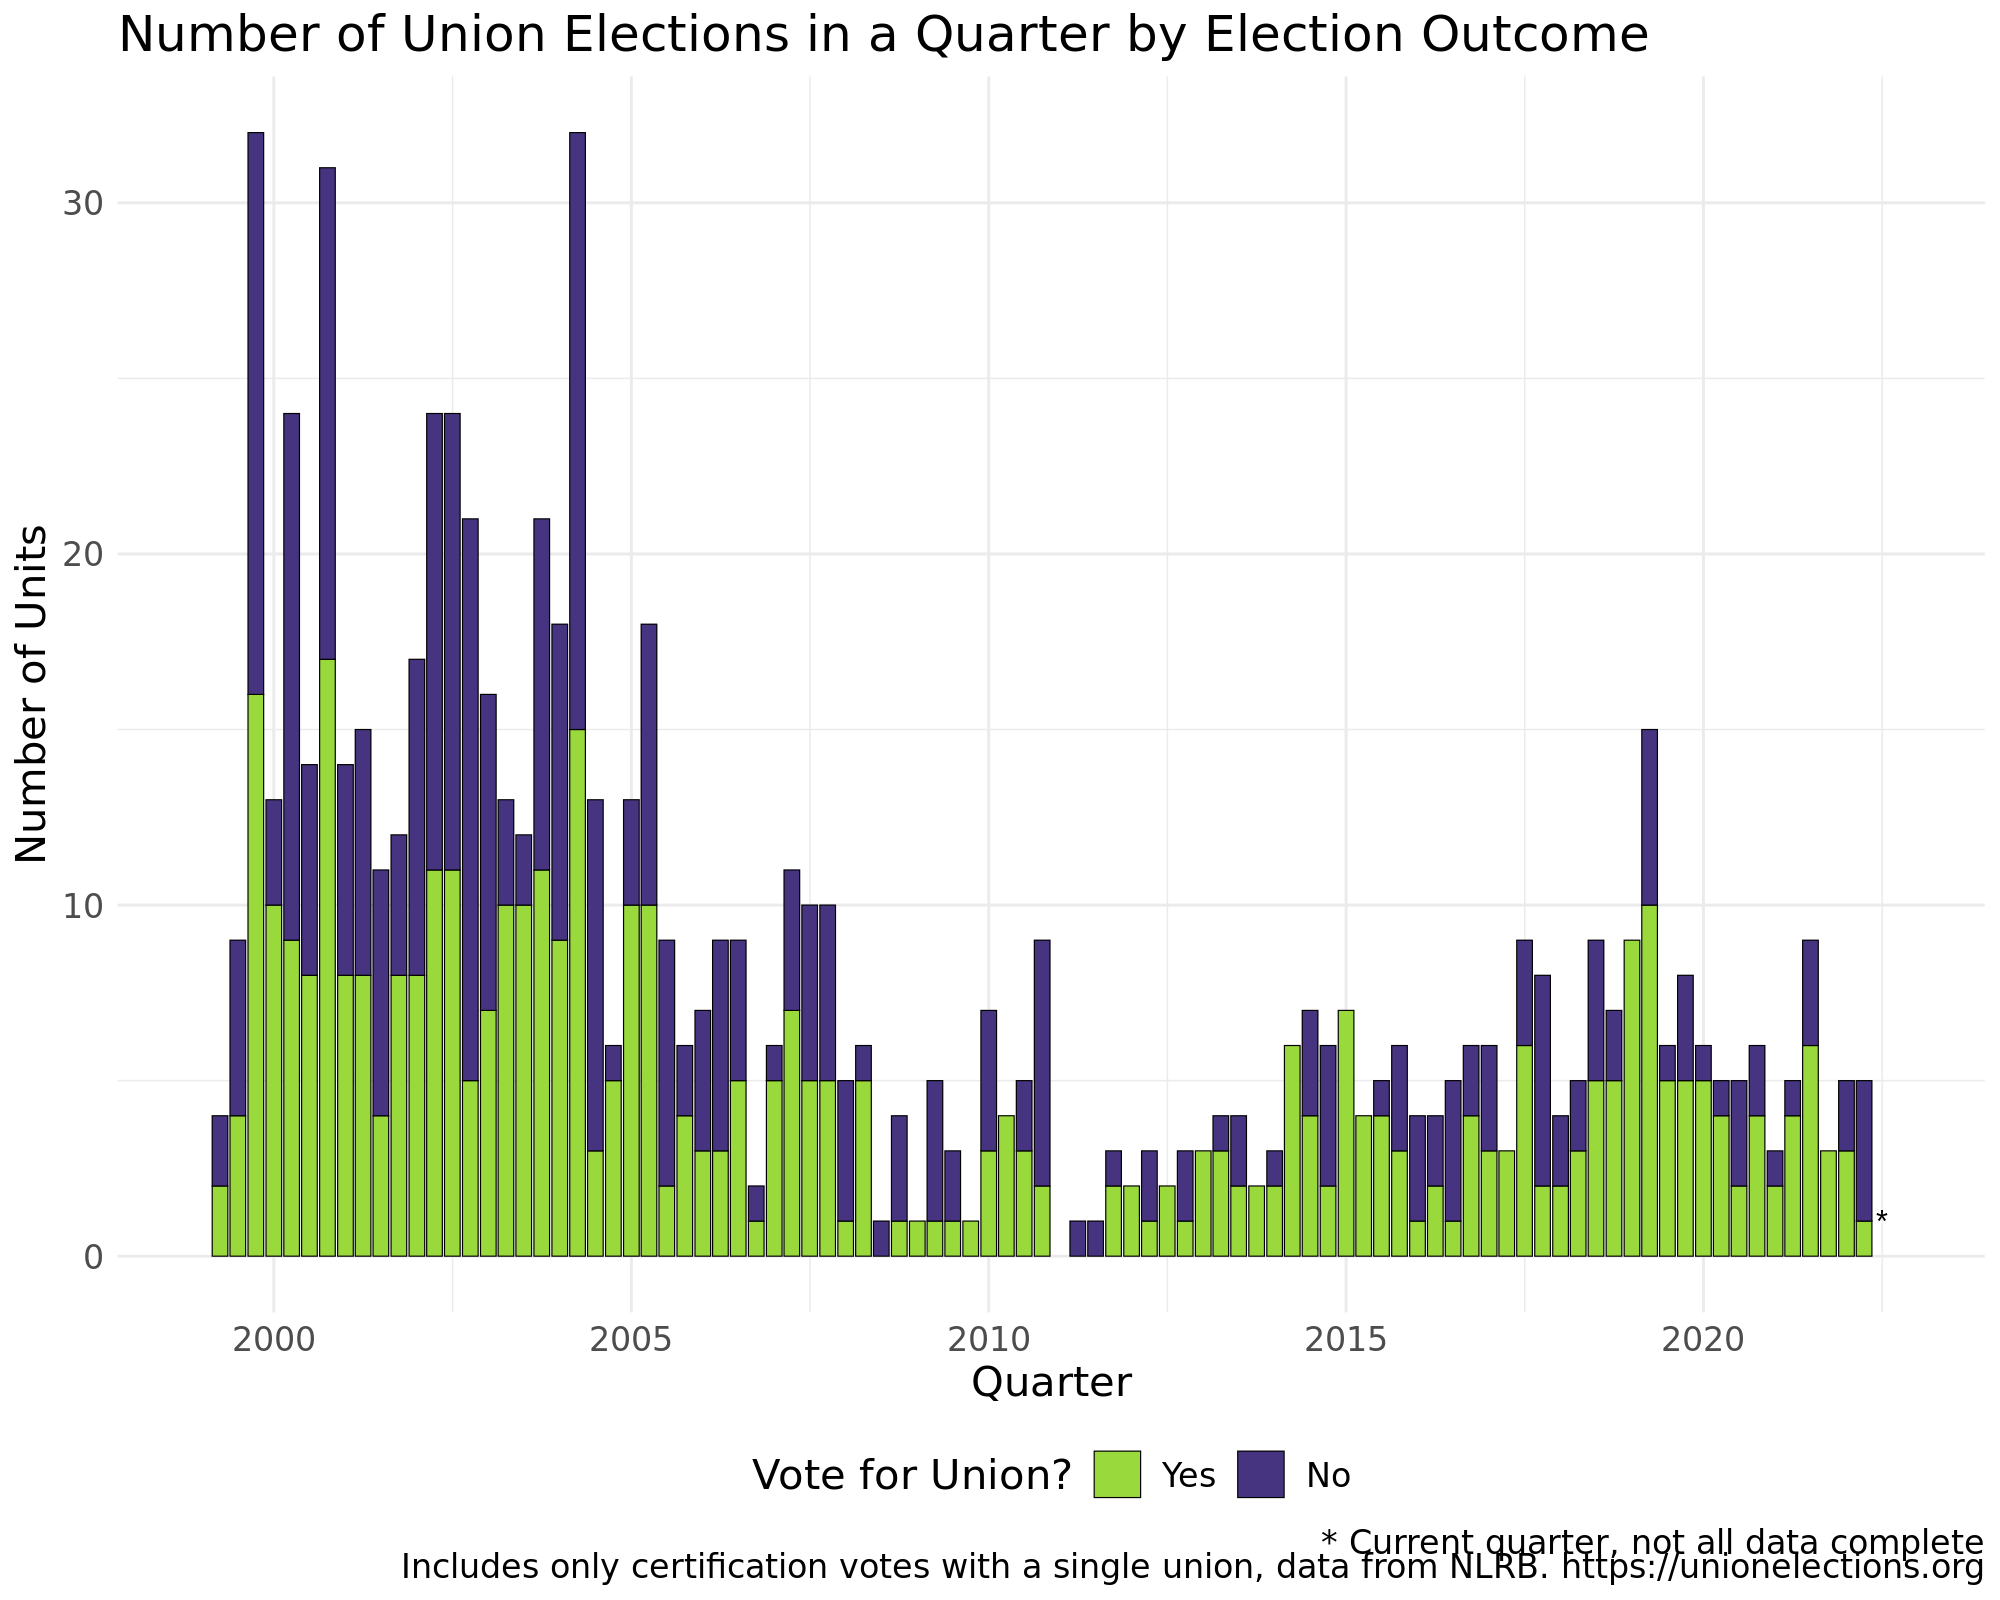 Number of Union Elections in a Quarter by Election Outcome
Number of Units
30
20
10
0
*
2000 2005 2010 2015 2020
Quarter
Vote for Union? Yes No
* Current quarter, not all data complete
Includes only certification votes with a single union, data from NLRB. https://unionelections.org